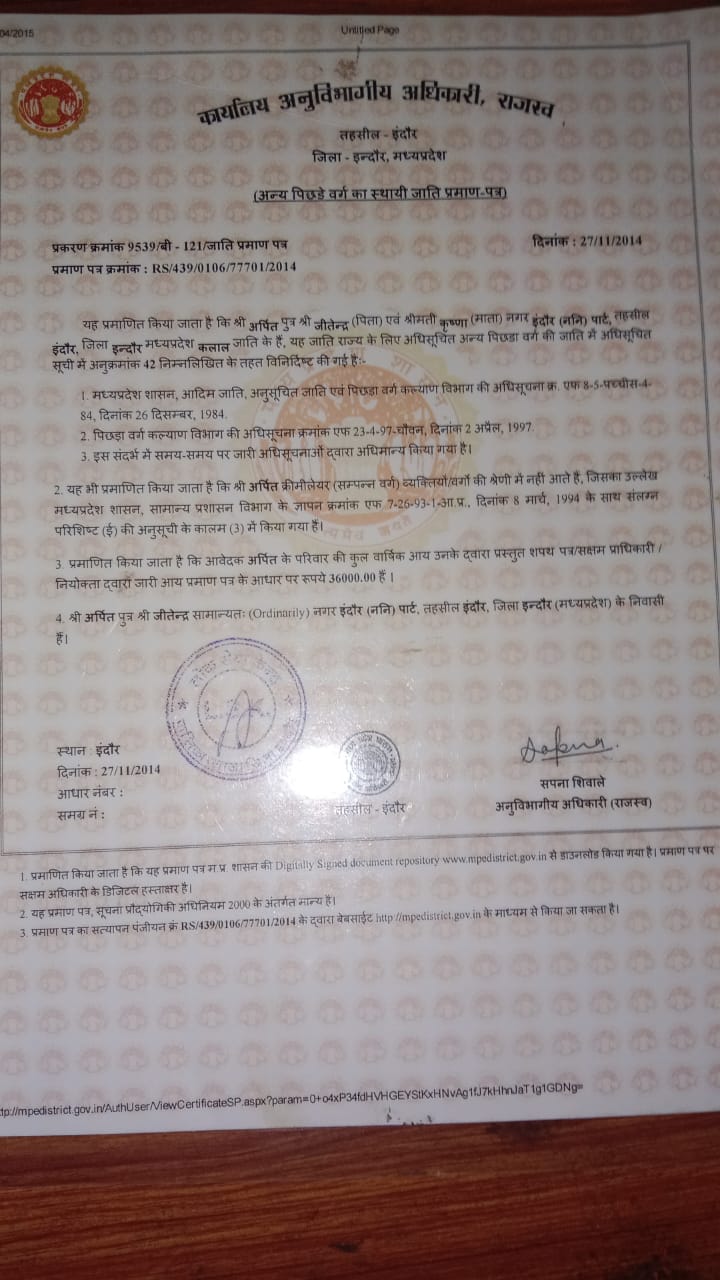 04/2015
Untitled Page
कार्यालय अनुविभागीय अधिकारी, राजस्व
तहसील - इंदौर
जिला - इन्दौर, मध्यप्रदेश
(अन्य पिछडे वर्ग का स्थायी जाति प्रमाण-पत्र)
प्रकरण क्रमांक 9539/बी - 121/जाति प्रमाण पत्र
दिनांक : 27/11/2014
प्रमाण पत्र क्रमांक : RS/439/0106/77701/2014
यह प्रमाणित किया जाता है कि श्री अर्पित पुत्र श्री जीतेन्द्र (पिता) एवं श्रीमती कृष्णा (माता) नगर इंदौर (ननि) पार्ट, तहसील
इंदौर, जिला इन्दौर मध्यप्रदेश कलाल जाति के हैं, यह जाति राज्य के लिए अधिसूचित अन्य पिछडा वर्ग की जाति में अधिसूचित
सूची में अनुक्रमांक 42 निम्नलिखित के तहत विनिर्दिष्ट की गई है:-
1. मध्यप्रदेश शासन, आदिम जाति, अनुसूचित जाति एवं पिछडा वर्ग कल्याण विभाग की अधिसूचना क्र. एफ 8-5-पच्चीस-4-
84, दिनांक 26 दिसम्बर, 1984.
2. पिछडा वर्ग कल्याण विभाग की अधिसूचना क्रमांक एफ 23-4-97-चौवन, दिनांक 2 अप्रैल, 1997.
3. इस संदर्भ में समय-समय पर जारी अधिसूचनाओं द्वारा अधिमान्य किया गया है।
2. यह भी प्रमाणित किया जाता है कि श्री अर्पित क्रीमीलेयर (सम्पन्न वर्ग) व्यक्तियों/वर्गो की श्रेणी में नहीं आते हैं, जिसका उल्लेख
मध्यप्रदेश शासन, सामान्य प्रशासन विभाग के ज्ञापन क्रमांक एफ 7-26-93-1-आ.प्र., दिनांक 8 मार्च, 1994 के साथ संलग्न
परिशिष्ट (ई) की अनुसूची के कालम (3) में किया गया हैं।
3. प्रमाणित किया जाता है कि आवेदक अर्पित के परिवार की कुल वार्षिक आय उनके द्वारा प्रस्तुत शपथ पत्र/सक्षम प्राधिकारी /
नियोक्ता द्वारा जारी आय प्रमाण पत्र के आधार पर रूपये 36000.00 हैं ।
4. श्री अर्पित पुत्र श्री जीतेन्द्र सामान्यतः (Ordinarily) नगर इंदौर (ननि) पार्ट, तहसील इंदौर, जिला इन्दौर (मध्यप्रदेश) के निवासी
हैं।
स्थान : इंदौर
दिनांक : 27/11/2014
आधार नंबर :
समग्र नं :
तहसील - इंदौर
सपना शिवाले
अनुविभागीय अधिकारी (राजस्व)
1. प्रमाणित किया जाता है कि यह प्रमाण पत्र म.प्र. शासन की Digitally Signed document repository www.mpedistrict.gov.in से डाउनलोड किया गया है। प्रमाण पत्र पर
सक्षम अधिकारी के डिजिटल हस्ताक्षर है।
2. यह प्रमाण पत्र, सूचना प्रौद्योगिकी अधिनियम 2000 के अंतर्गत मान्य है।
3. प्रमाण पत्र का सत्यापन पंजीयन क्रं RS/439/0106/77701/2014 के द्वारा बेबसाईट http://mpedistrict.gov.in के माध्यम से किया जा सकता है।
ttp://mpedistrict.gov.in/AuthUser/ViewCertificateSP.aspx?param=0+o4xP34fdHVHGEYStKxHNvAg1fJ7kHhnJaT1g1GDNg=